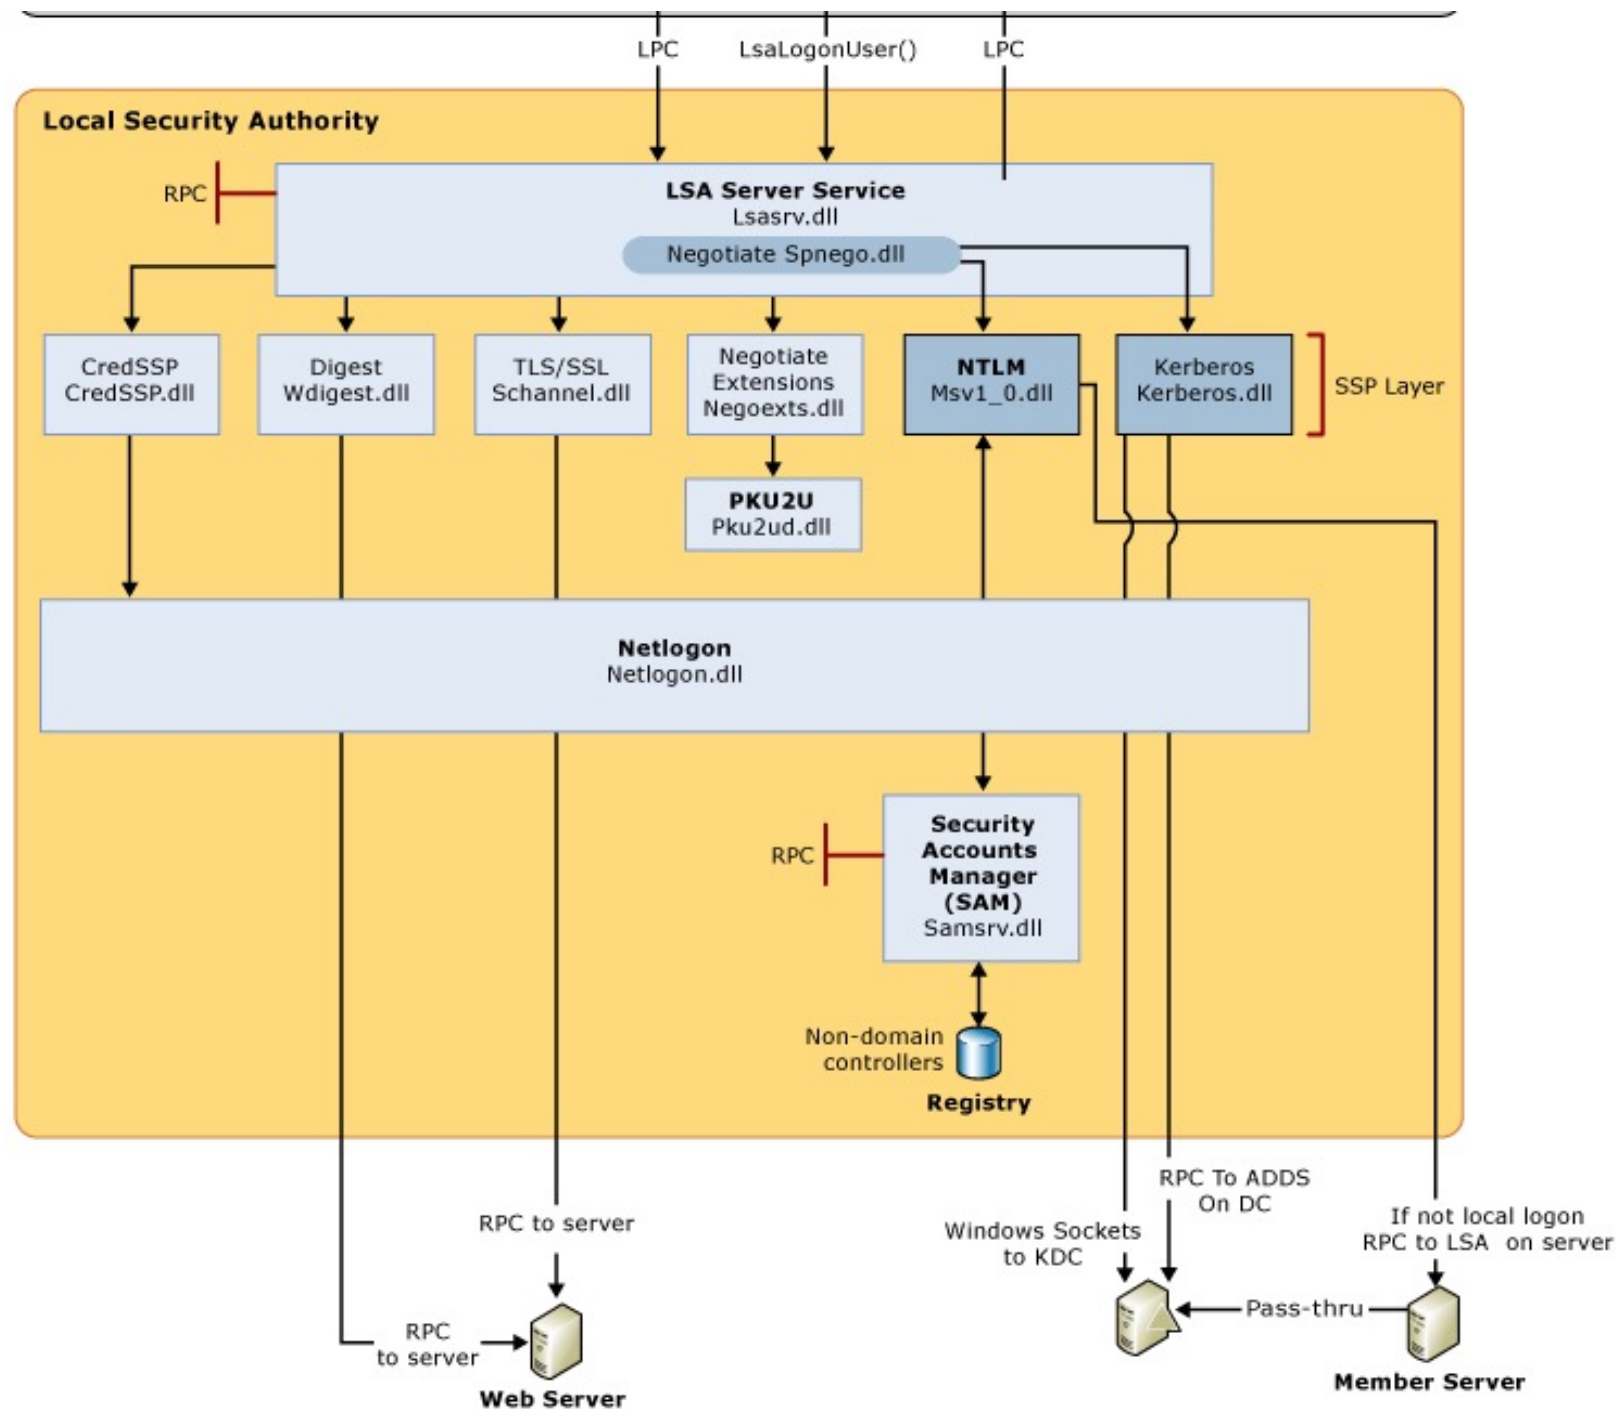 LPC
LsaLogonUser()
LPC
Local Security Authority
RPC
LSA Server Service
Lsasrv.dll
Negotiate Spnego.dll
CredSSP
CredSSP.dll
Digest
Wdigest.dll
TLS/SSL
Schannel.dll
Negotiate
Extensions
Negoexts.dll
NTLM
Msv1_0.dll
Kerberos
Kerberos.dll
SSP Layer
PKU2U
Pku2ud.dll
Netlogon
Netlogon.dll
RPC
Security
Accounts
Manager
(SAM)
Samsrv.dll
Non-domain
controllers
Registry
RPC to server
RPC
to server
Web Server
Windows Sockets
to KDC
RPC To ADDS
On DC
If not local logon
RPC to LSA on server
Pass-thru
Member Server